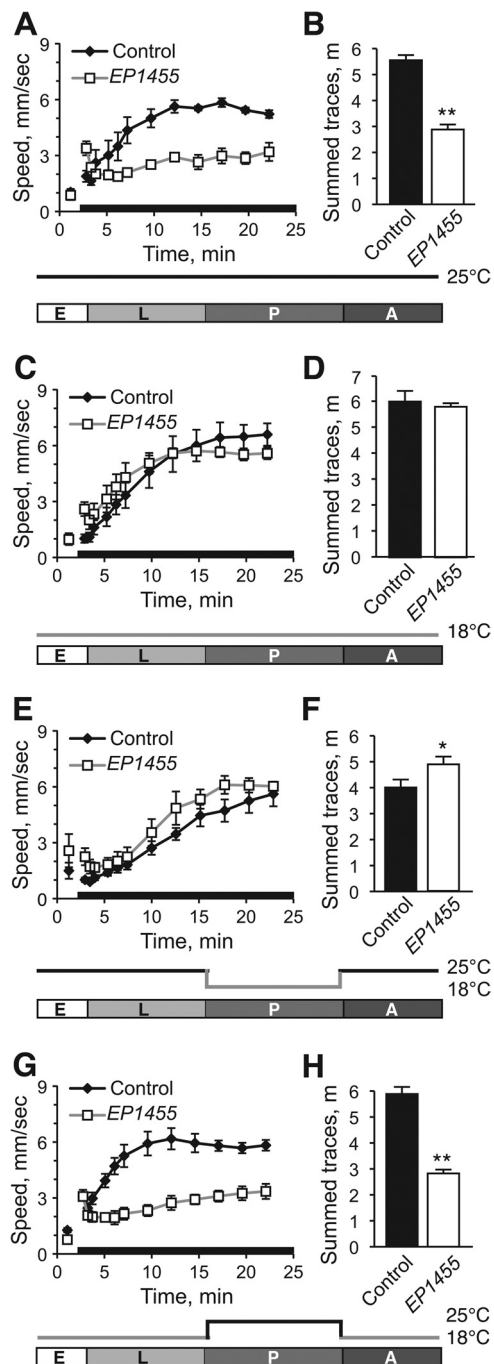 A
B
Speed, mm/sec
9
6
3
0
Control
EP1455
0 5 10 15 20 25
Time, min
Summed traces, m
6
5
4
3
2
1
0
**
Control
EP1455
25°C
E L P A
C
D
Speed, mm/sec
9
6
3
0
Control
EP1455
0 5 10 15 20 25
Time, min
Summed traces, m
7
6
5
4
3
2
1
0
Control
EP1455
18°C
E L P A
E
F
Speed, mm/sec
9
6
3
0
Control
EP1455
0 5 10 15 20 25
Time, min
Summed traces, m
6
5
4
3
2
1
0
*
Control
EP1455
25°C
18°C
E L P A
G
H
Speed, mm/sec
9
6
3
0
Control
EP1455
0 5 10 15 20 25
Time, min
Summed traces, m
6
5
4
3
2
1
0
**
Control
EP1455
25°C
18°C
E L P A